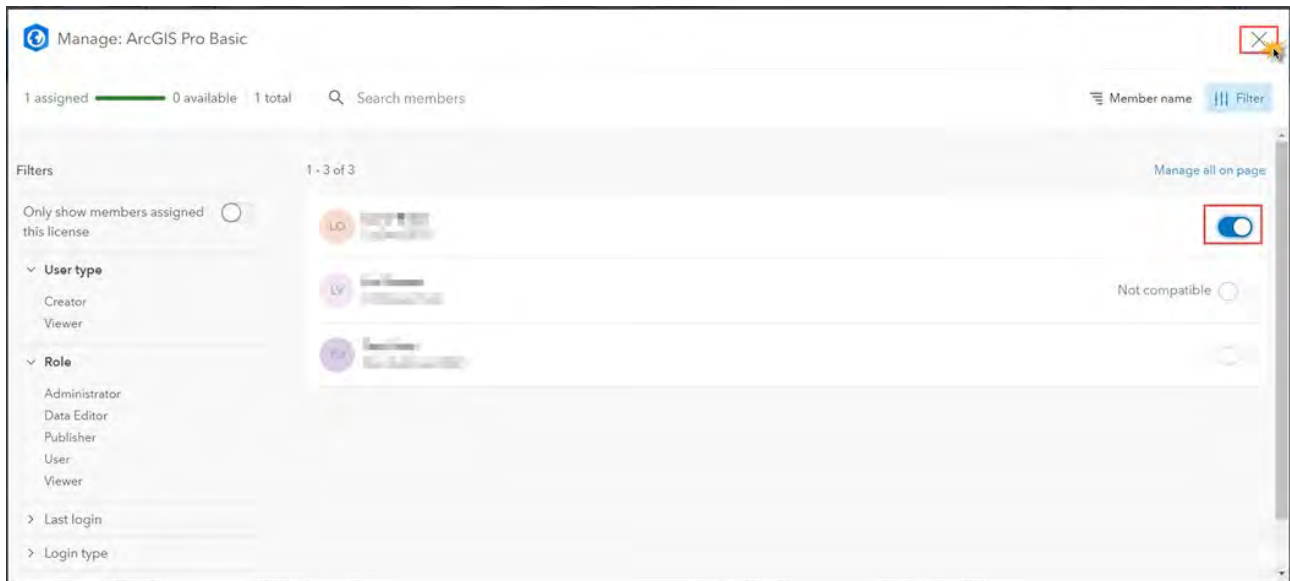 Manage: ArcGIS Pro Basic
1 assigned 0 available 1 total Search members Member name Filter
Filters
1 - 3 of 3 Manage all on page
Only show members assigned
this license
LO
User type
Creator
Viewer
LV
Not compatible
Role
Administrator
Data Editor
Publisher
User
Viewer
Last login
Login type